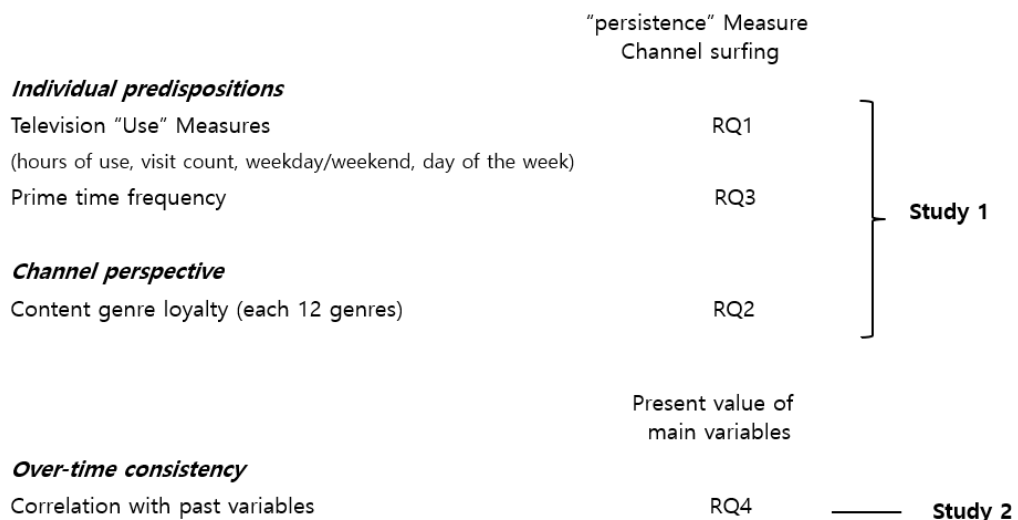 “persistence” Measure
Channel surfing
Individual predispositions
Television “Use” Measures RQ1
(hours of use, visit count, weekday/weekend, day of the week)
Prime time frequency RQ3
Study 1
Channel perspective
Content genre loyalty (each 12 genres) RQ2
Present value of
main variables
Over-time consistency
Correlation with past variables RQ4 Study 2